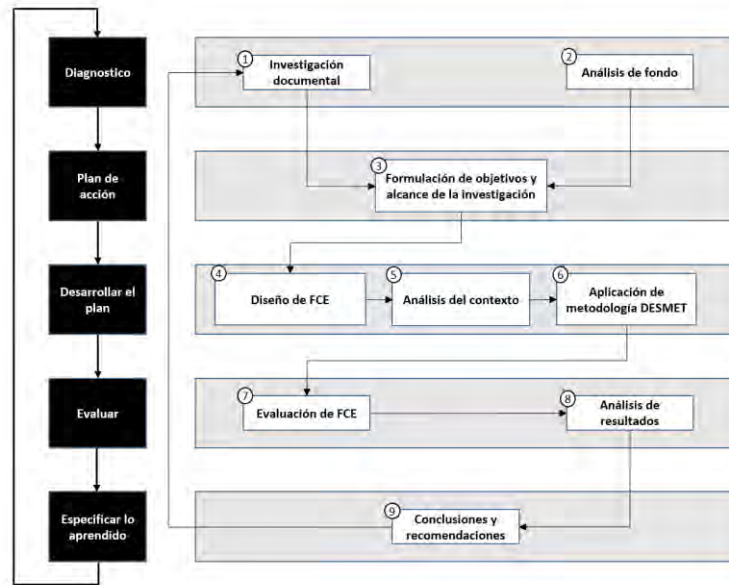 Diagnostico
1
Investigación
documental
2
Análisis de fondo
Plan de
acción
3
Formulación de objetivos y
alcance de la investigación
Desarrollar el
plan
4
Diseño de FCE
5
Análisis del contexto
6
Aplicación de
metodología DESMET
Evaluar
7
Evaluación de FCE
8
Análisis de
resultados
Especificar lo
aprendido
9
Conclusiones y
recomendaciones